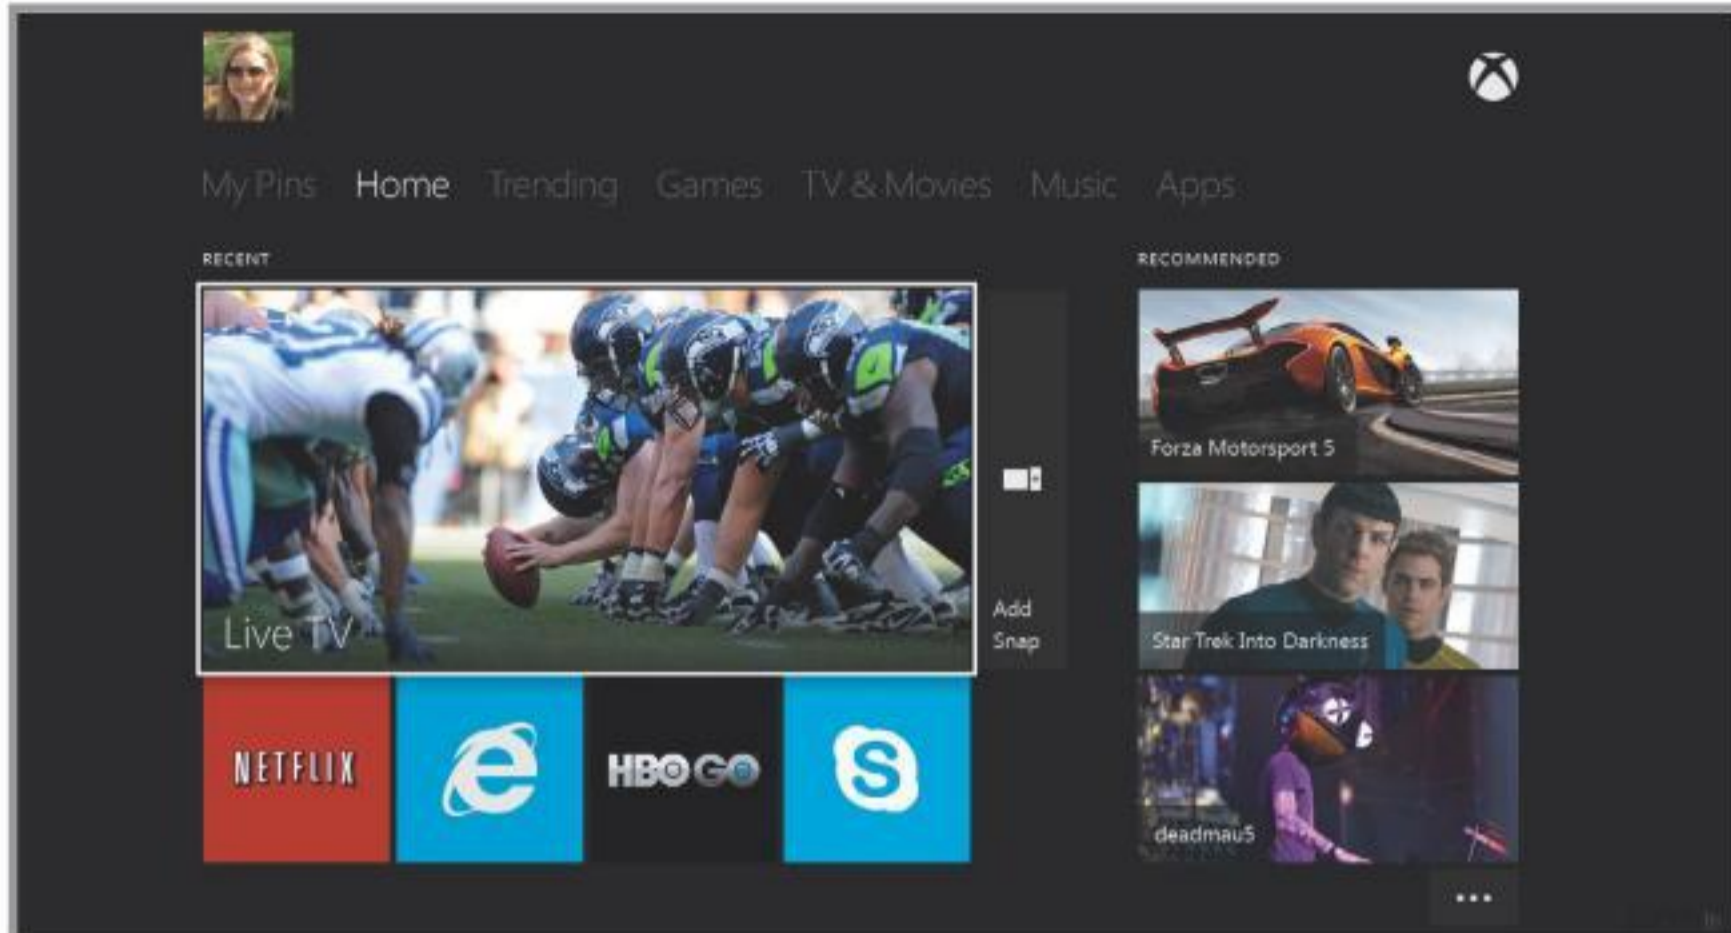 My Pins Home Trending Games TV & Movies Music Apps
RECENT
Live TV
Add
Snap
NETFLIX
HBO GO
RECOMMENDED
Forza Motorsport 5
Star Trek Into Darkness
deadmau5